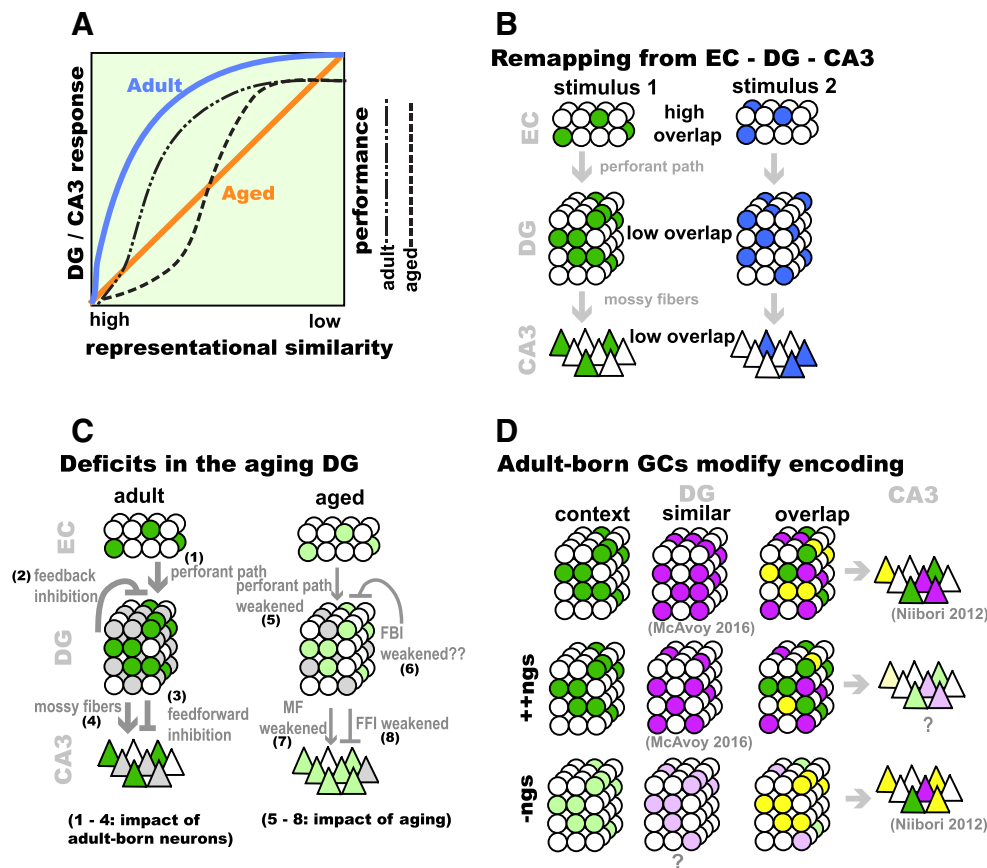 A
DG / CA3 response
Adult
Aged
high
low
representational similarity
performance
adult
aged
B
Remapping from EC - DG - CA3
stimulus 1
stimulus 2
EC
high
overlap
perforant path
DG
low overlap
mossy fibers
CA3
low overlap
C
Deficits in the aging DG
adult
aged
EC
(1)
perforant path
(2) feedback
inhibition
perforant path
weakened
(5)
DG
FBI
weakened??
(6)
(3)
mossy fibers
(4)
feedforward
inhibition
MF
weakened
(7)
FFI weakened
(8)
CA3
(1 - 4: impact of
adult-born neurons)
(5 - 8: impact of aging)
D
Adult-born GCs modify encoding
DG
CA3
context
similar
overlap
(McAvoy 2016)
(Niibori 2012)
++ngs
(McAvoy 2016)
?
-ngs
?
(Niibori 2012)